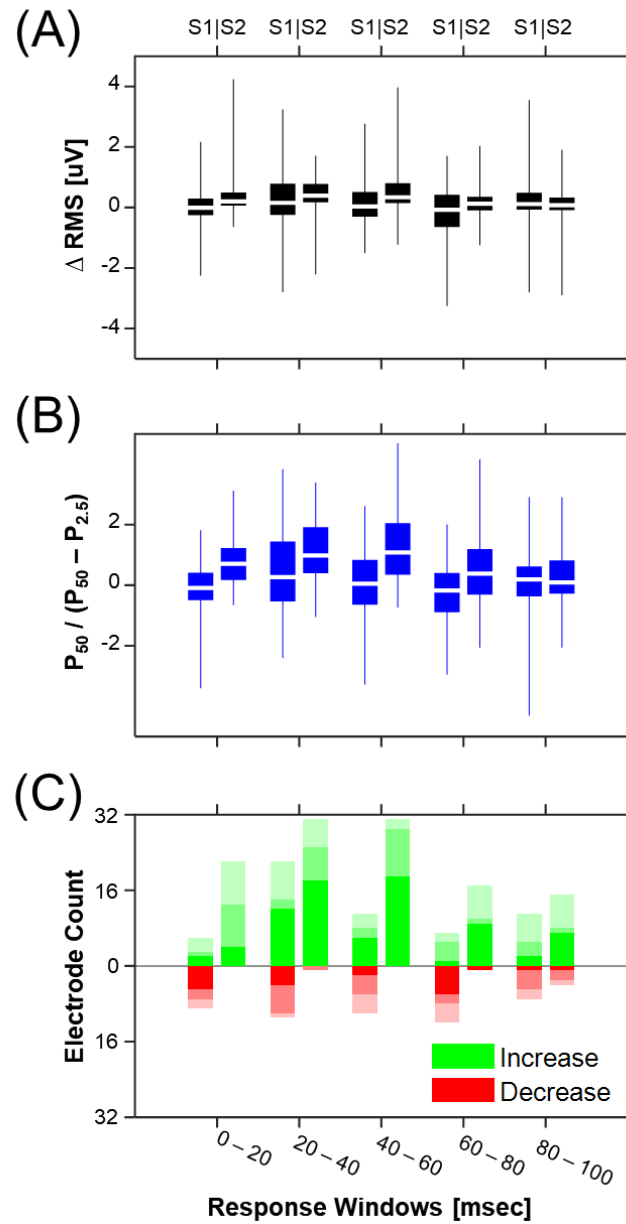 (A)
S1|S2 S1|S2 S1|S2 S1|S2 S1|S2
4
2
0
-2
-4
Δ RMS [uV]
(B)
2
0
-2
P50 / (P50 – P2.5)
(C)
32
16
0
16
32
Electrode Count
Increase
Decrease
0 – 20 20 – 40 40 – 60 60 – 80 80 – 100
Response Windows [msec]